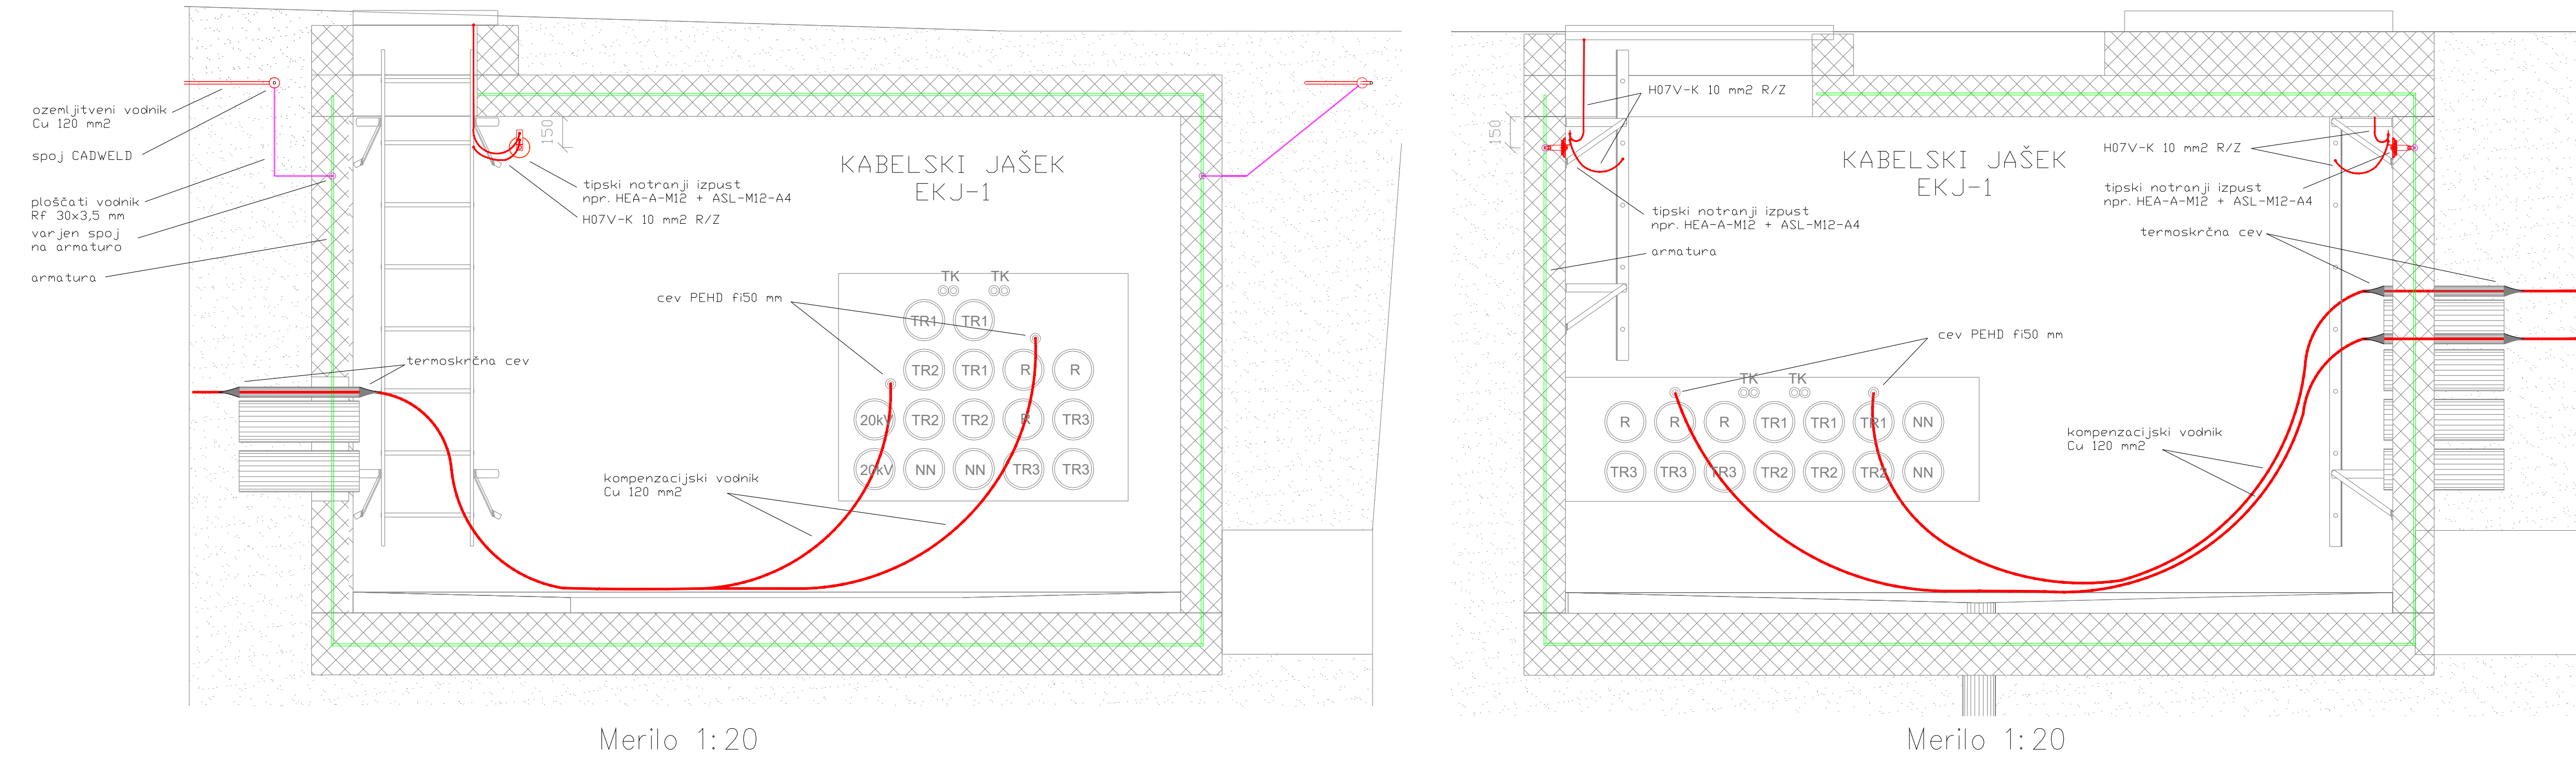 ozemljitveni vodnik
Cu 120 mm2
spoj CADWELD
ploščati vodnik
Rf 30x3,5 mm
varjen spoj
na armaturo
armatura
150
tipski notranji izpust
npr. HEA-A-M12 + ASL-M12-A4
H07V-K 10 mm2 R/Z
KABELSKI JAŠEK
EKJ-1
cev PEHD fi50 mm
termoskrčna cev
kompenzacijski vodnik
Cu 120 mm2
TK TK
TR1 TR1
TR2 TR1 R R
20kV TR2 TR2 R TR3
20kV NN NN TR3 TR3
Merilo 1:20
150
H07V-K 10 mm2 R/Z
tipski notranji izpust
npr. HEA-A-M12 + ASL-M12-A4
armatura
KABELSKI JAŠEK
EKJ-1
H07V-K 10 mm2 R/Z
tipski notranji izpust
npr. HEA-A-M12 + ASL-M12-A4
termoskrčna cev
cev PEHD fi50 mm
TK TK
R R R TR1 TR1 TR1 NN
TR3 TR3 TR3 TR2 TR2 TR2 NN
kompenzacijski vodnik
Cu 120 mm2
Merilo 1:20